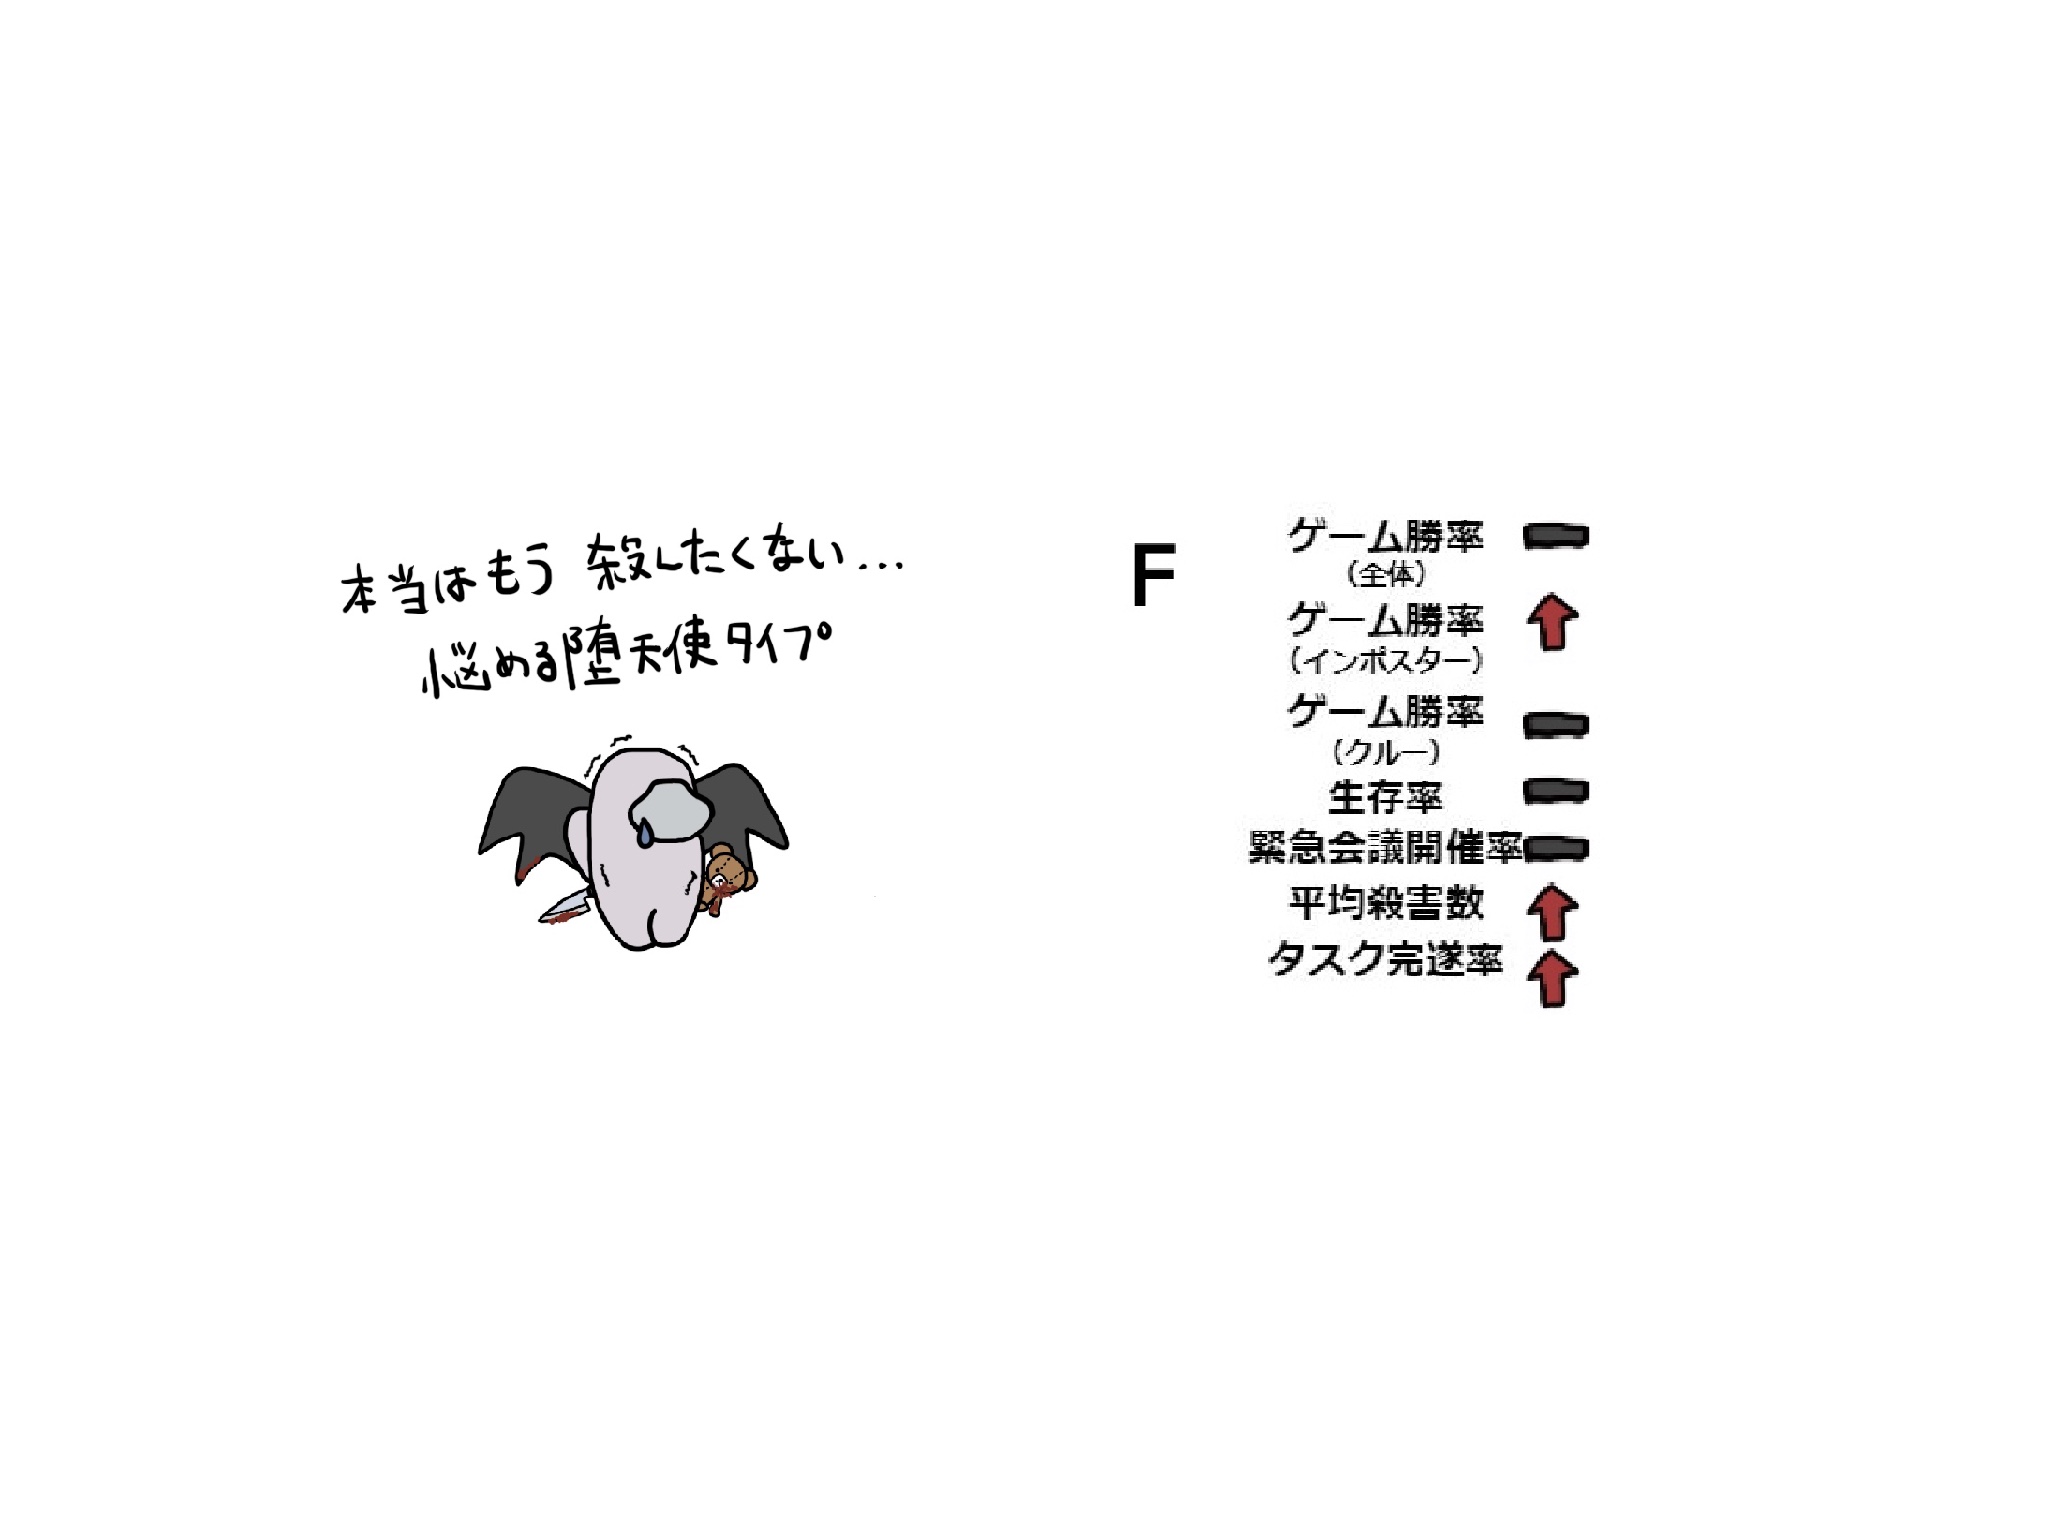 本当はもう 殺したくない...
悩める堕天使タイプ
F
ゲーム勝率
(全体)
ゲーム勝率
(インポスター)
ゲーム勝率
(クルー)
生存率
緊急会議開催率
平均殺害数
タスク完遂率